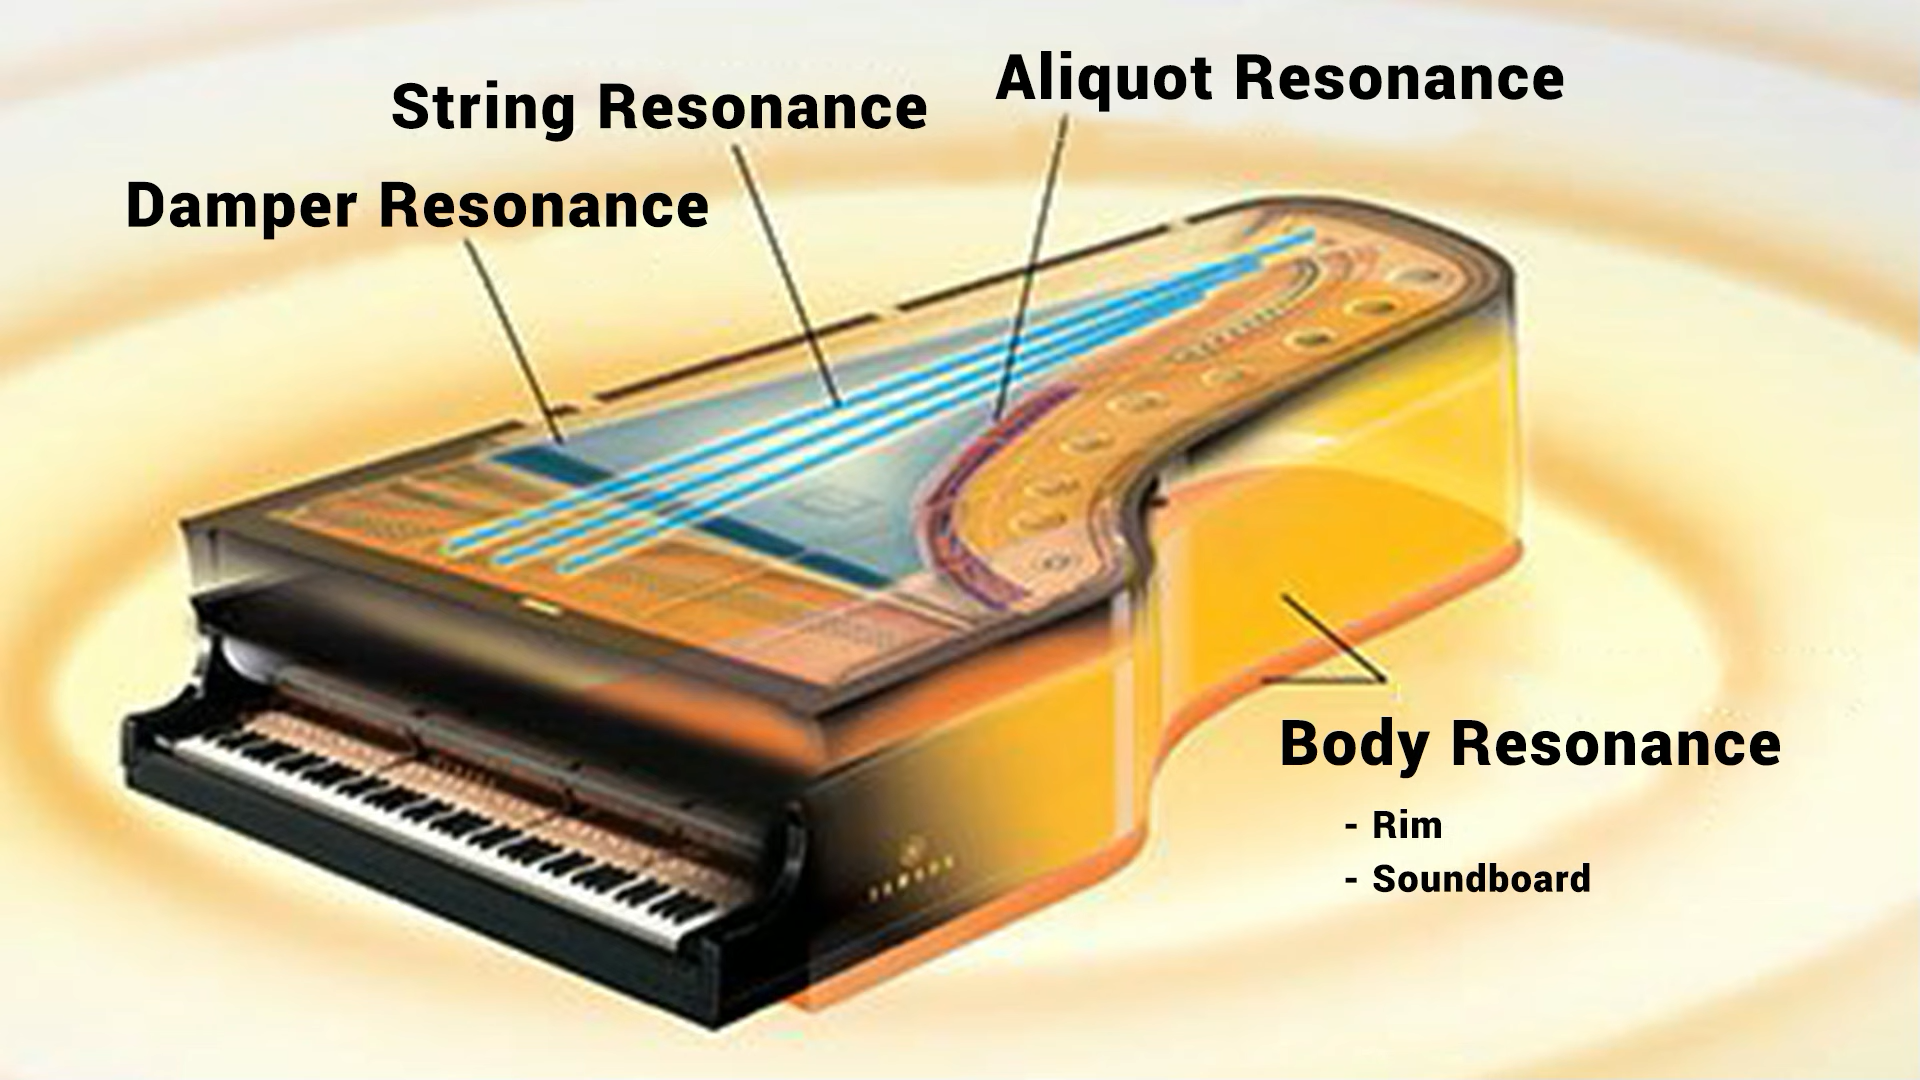 Aliquot Resonance
String Resonance
Damper Resonance
Body Resonance
- Rim
- Soundboard